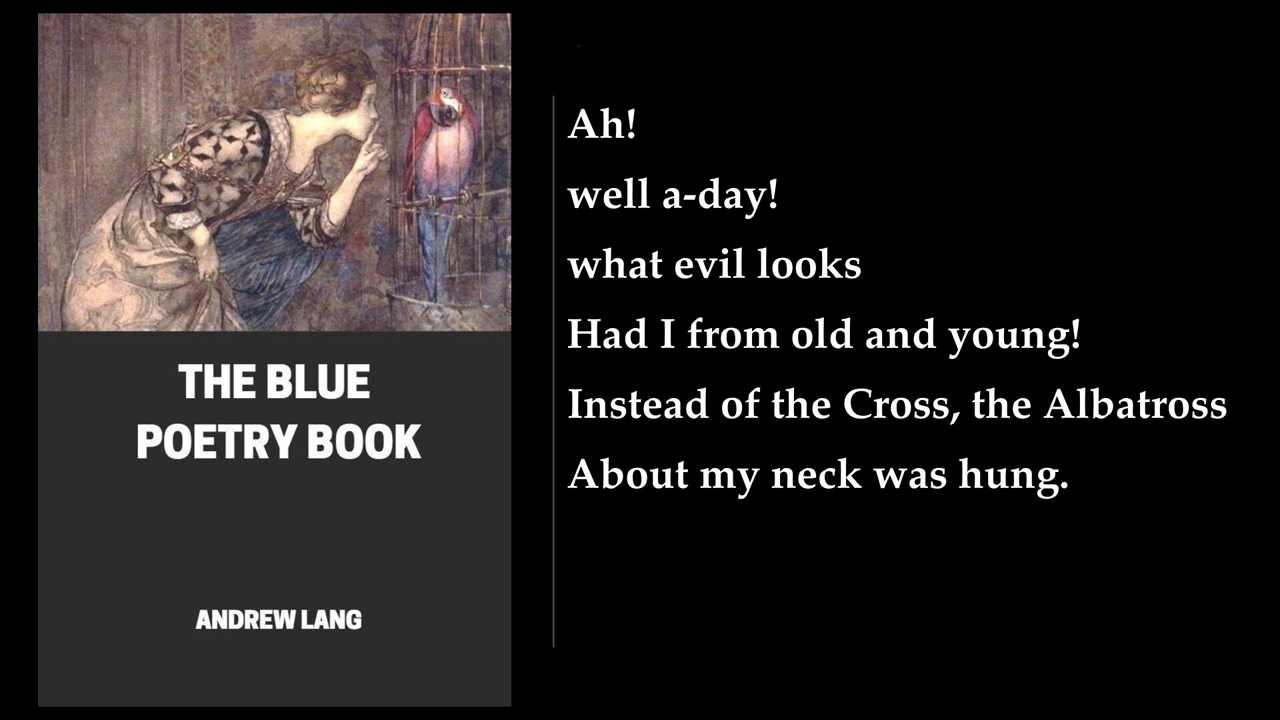 THE BLUE
POETRY BOOK
ANDREW LANG
Ah!
well a-day!
what evil looks
Had I from old and young!
Instead of the Cross, the Albatross
About my neck was hung.